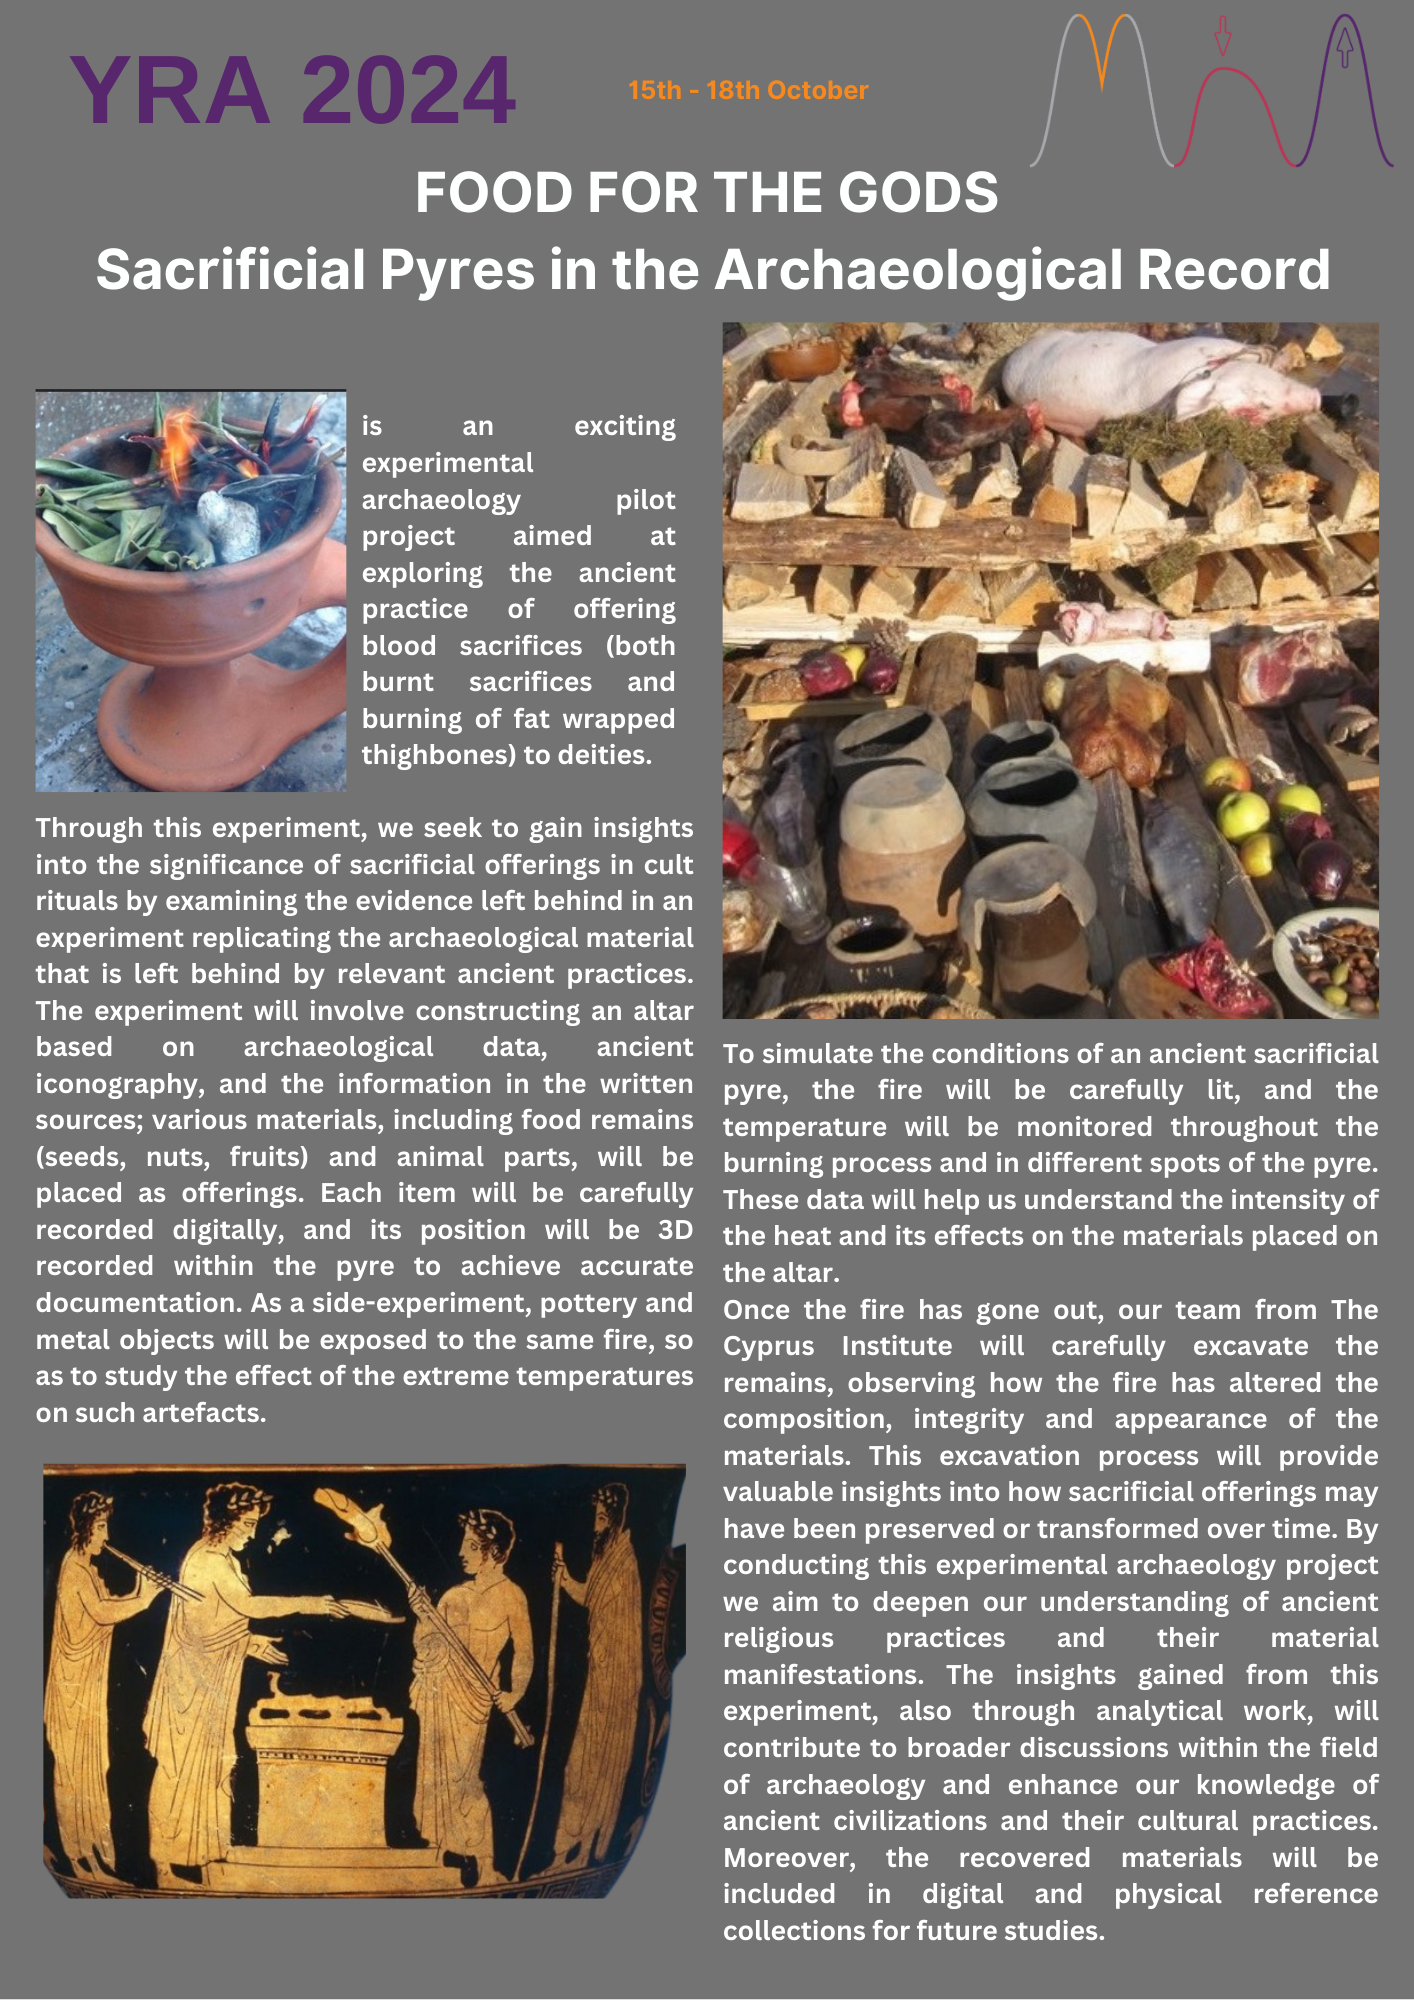 YRA 2024
15th - 18th October
FOOD FOR THE GODS
Sacrificial Pyres in the Archaeological Record
is an exciting
experimental
archaeology pilot
project aimed at
exploring the ancient
practice of offering
blood sacrifices (both
burnt sacrifices and
burning of fat wrapped
thighbones) to deities.
Through this experiment, we seek to gain insights
into the significance of sacrificial offerings in cult
rituals by examining the evidence left behind in an
experiment replicating the archaeological material
that is left behind by relevant ancient practices.
The experiment will involve constructing an altar
based on archaeological data, ancient
iconography, and the information in the written
sources; various materials, including food remains
(seeds, nuts, fruits) and animal parts, will be
placed as offerings. Each item will be carefully
recorded digitally, and its position will be 3D
recorded within the pyre to achieve accurate
documentation. As a side-experiment, pottery and
metal objects will be exposed to the same fire, so
as to study the effect of the extreme temperatures
on such artefacts.
To simulate the conditions of an ancient sacrificial
pyre, the fire will be carefully lit, and the
temperature will be monitored throughout the
burning process and in different spots of the pyre.
These data will help us understand the intensity of
the heat and its effects on the materials placed on
the altar.
Once the fire has gone out, our team from The
Cyprus Institute will carefully excavate the
remains, observing how the fire has altered the
composition, integrity and appearance of the
materials. This excavation process will provide
valuable insights into how sacrificial offerings may
have been preserved or transformed over time. By
conducting this experimental archaeology project
we aim to deepen our understanding of ancient
religious practices and their material
manifestations. The insights gained from this
experiment, also through analytical work, will
contribute to broader discussions within the field
of archaeology and enhance our knowledge of
ancient civilizations and their cultural practices.
Moreover, the recovered materials will be
included in digital and physical reference
collections for future studies.